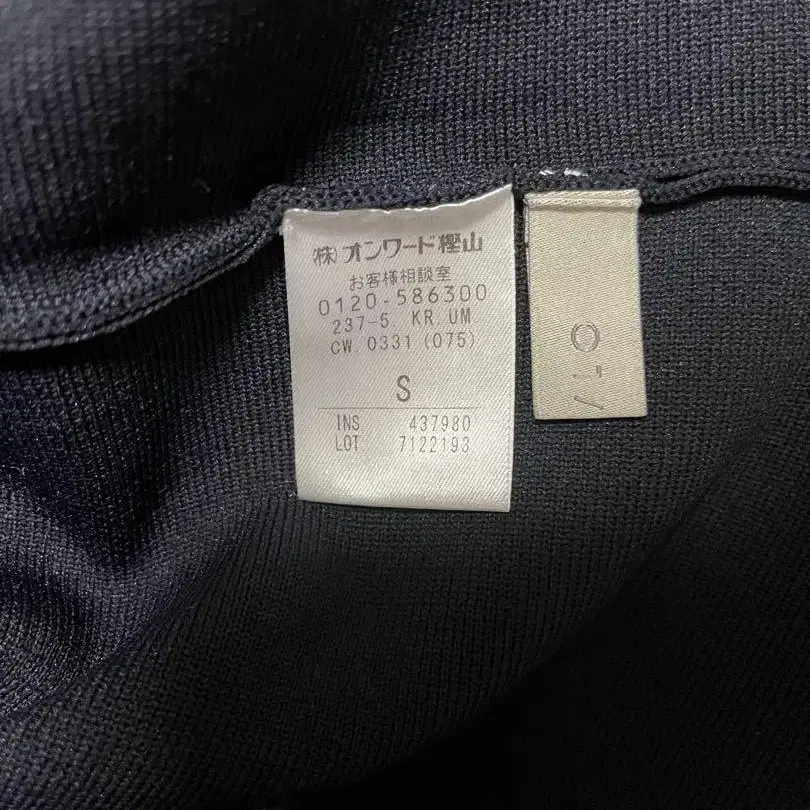 (株)オンワード樫山
お客様相談室
0120-586300
237-5. KR. UM
CW 0331 (075)
S
INS 437980
LOT 7122193